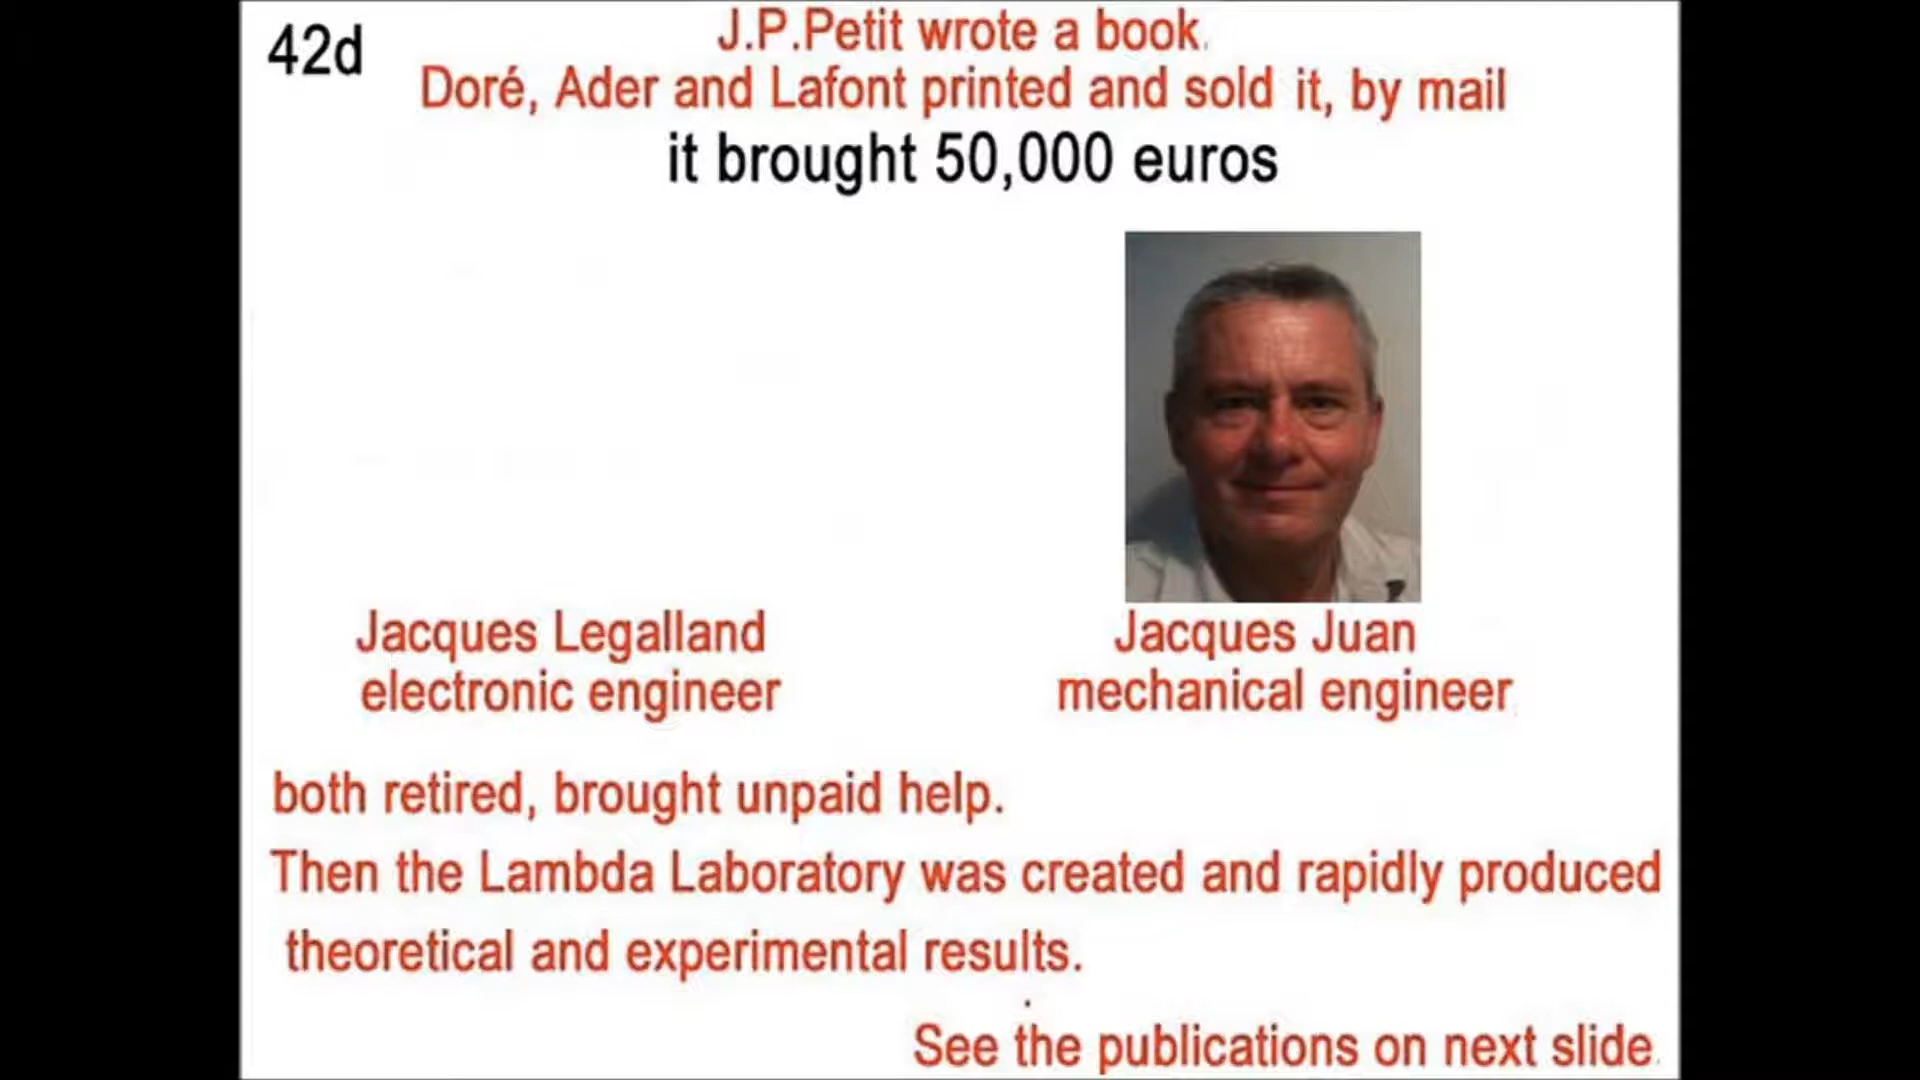 42d
J.P.Petit wrote a book.
Doré, Ader and Lafont printed and sold it, by mail
it brought 50,000 euros
Jacques Legalland
electronic engineer
Jacques Juan
mechanical engineer
both retired, brought unpaid help.
Then the Lambda Laboratory was created and rapidly produced
theoretical and experimental results.
See the publications on next slide.